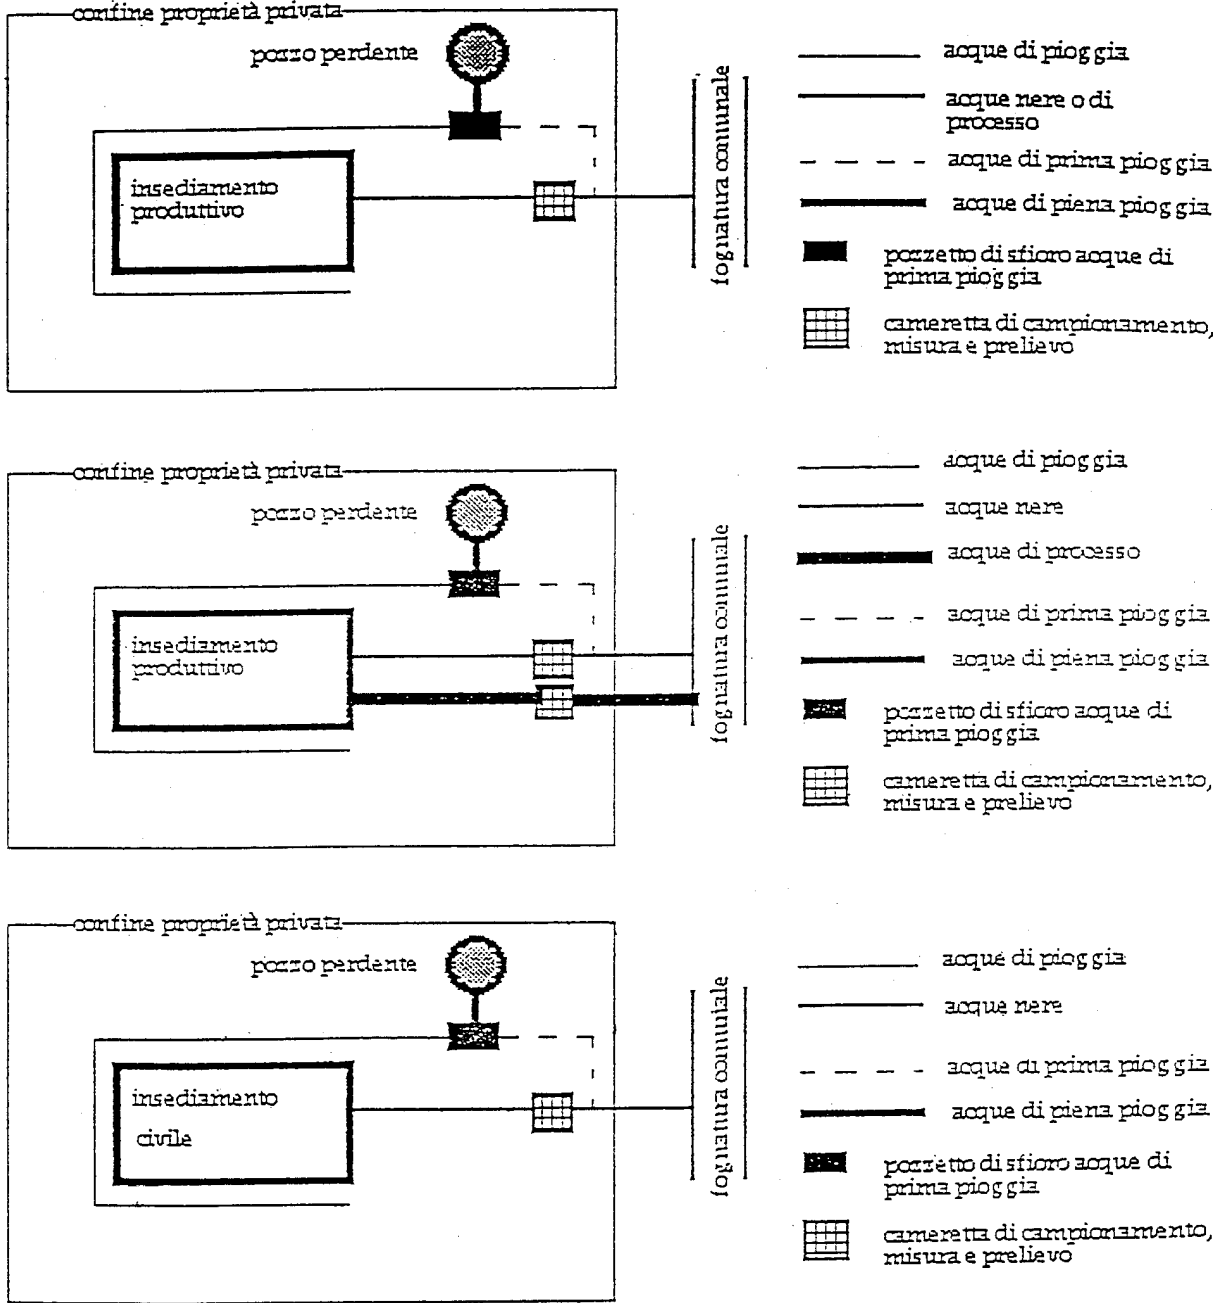 confine proprietà privata
pozzo perdente
insediamento
produttivo
fognatura comunale
acque di pioggia
acque nere o di
processo
acque di prima pioggia
acque di piena pioggia
pozzetto di sfioro acque di
prima pioggia
cameretta di campionamento,
misura e prelievo
confine proprietà privata
pozzo perdente
insediamento
produttivo
fognatura comunale
acque di pioggia
acque nere
acque di processo
acque di prima pioggia
acque di piena pioggia
pozzetto di sfioro acque di
prima pioggia
cameretta di campionamento,
misura e prelievo
confine proprietà privata
pozzo perdente
insediamento
civile
fognatura comunale
acque di pioggia
acque nere
acque di prima pioggia
acque di piena pioggia
pozzetto di sfioro acque di
prima pioggia
cameretta di campionamento,
misura e prelievo